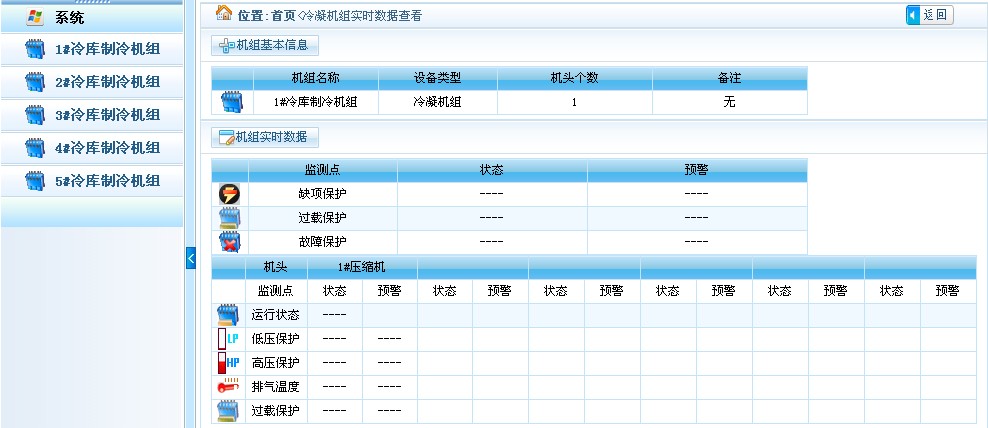 系统
1#冷库制冷机组
2#冷库制冷机组
3#冷库制冷机组
4#冷库制冷机组
5#冷库制冷机组
位置:首页◇冷凝机组实时数据查看
返回
机组基本信息
机组名称 设备类型 机头个数 备注
1#冷库制冷机组 冷凝机组 1 无
机组实时数据
监测点 状态 预警
缺项保护 ---- ----
过载保护 ---- ----
故障保护 ---- ----
机头 1#压缩机
监测点 状态 预警 状态 预警 状态 预警 状态 预警 状态 预警 状态 预警
运行状态 ----
LP 低压保护 ---- ----
HP 高压保护 ---- ----
排气温度 ---- ----
过载保护 ---- ----